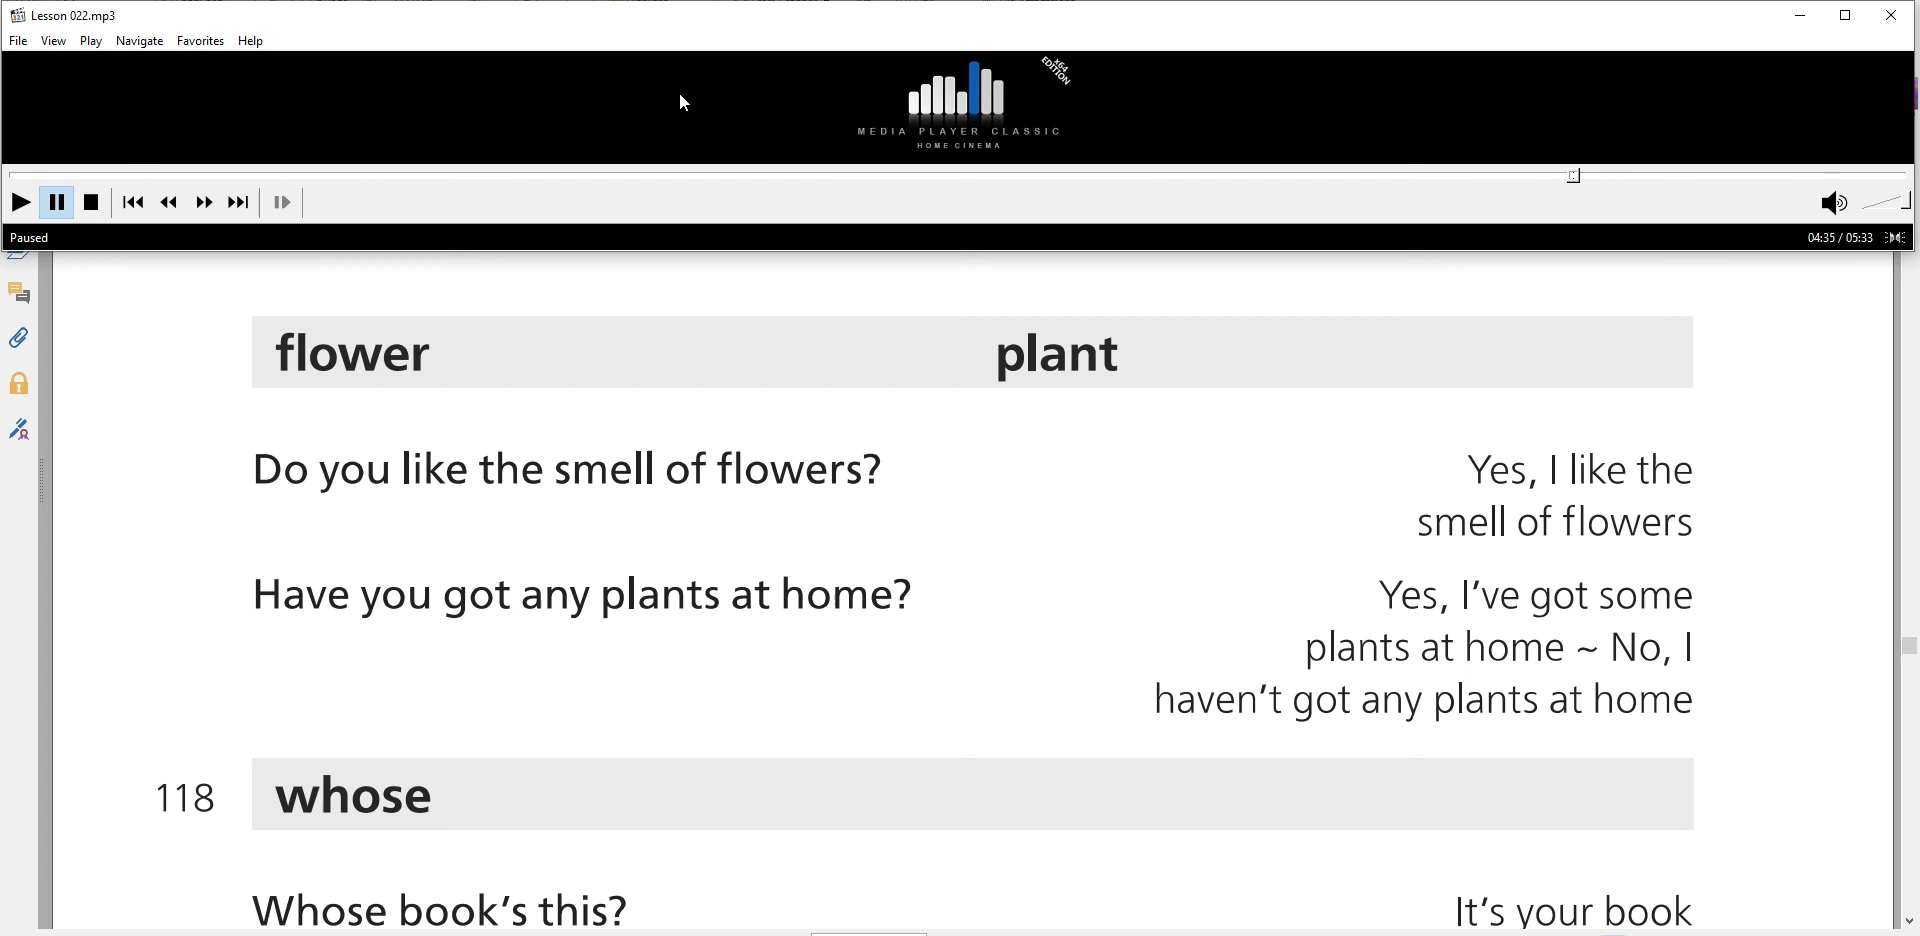 Lesson 022.mp3
File View Play Navigate Favorites Help
x64
EDITION
MEDIA PLAYER CLASSIC
HOME CINEMA
Paused
04:35 / 05:33
flower plant
Do you like the smell of flowers? Yes, I like the
smell of flowers
Have you got any plants at home? Yes, I’ve got some
plants at home ~ No, I
haven’t got any plants at home
118 whose
Whose book’s this? It’s your book